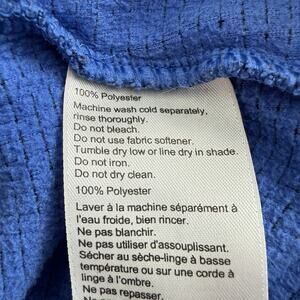 100% Polyester
Machine wash cold separately,
rinse thoroughly.
Do not bleach.
Do not use fabric softener.
Tumble dry low or line dry in shade.
Do not iron.
Do not dry clean.
100% Polyester
Laver à la machine séparément à
l'eau froide, bien rincer.
Ne pas blanchir.
Ne pas utiliser d'assouplissant.
Sécher au sèche-linge à basse
température ou sur une corde à
linge à l'ombre.
Ne pas repasser.